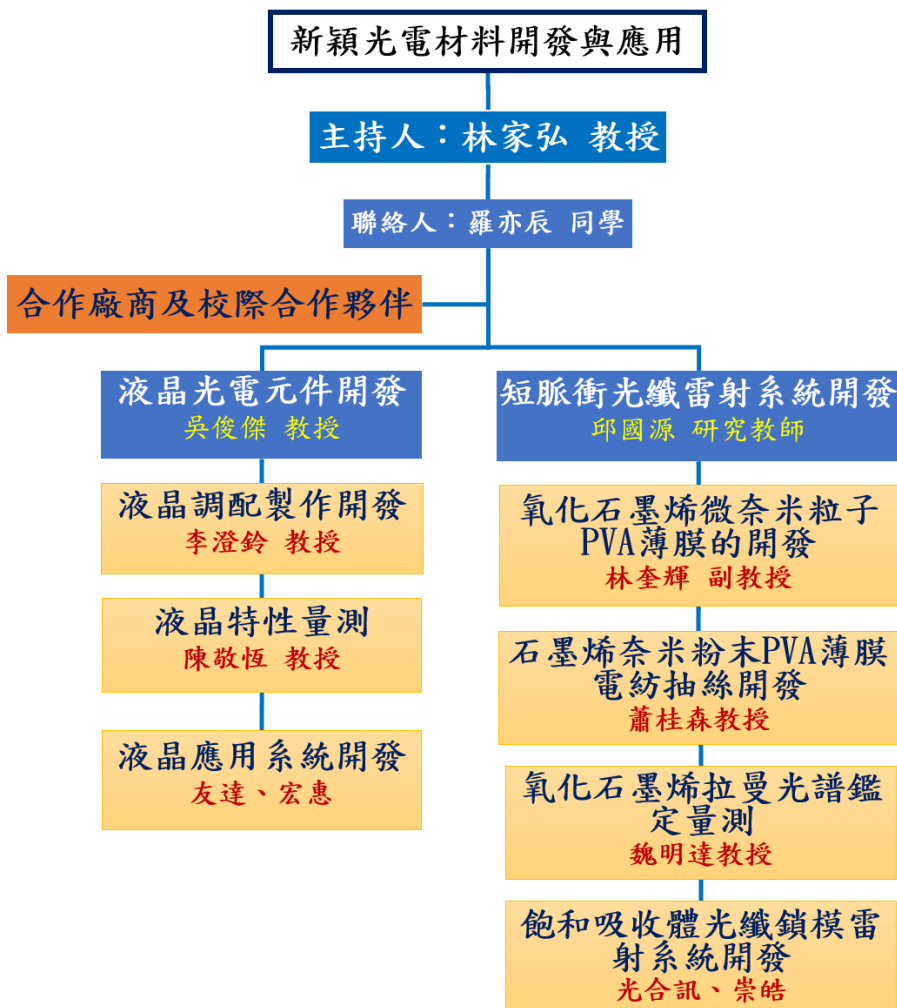 新穎光電材料開發與應用
主持人：林家弘 教授
聯絡人：羅亦辰 同學
合作廠商及校際合作夥伴
液晶光電元件開發
吳俊傑 教授
液晶調配製作開發
李澄鈴 教授
液晶特性量測
陳敬恆 教授
液晶應用系統開發
友達、宏惠
短脈衝光纖雷射系統開發
邱國源 研究教師
氧化石墨烯微奈米粒子
PVA薄膜的開發
林奎輝 副教授
石墨烯奈米粉末PVA薄膜
電紡抽絲開發
蕭桂森教授
氧化石墨烯拉曼光譜鑑
定量測
魏明達教授
飽和吸收體光纖鎖模雷
射系統開發
光合訊、崇皓